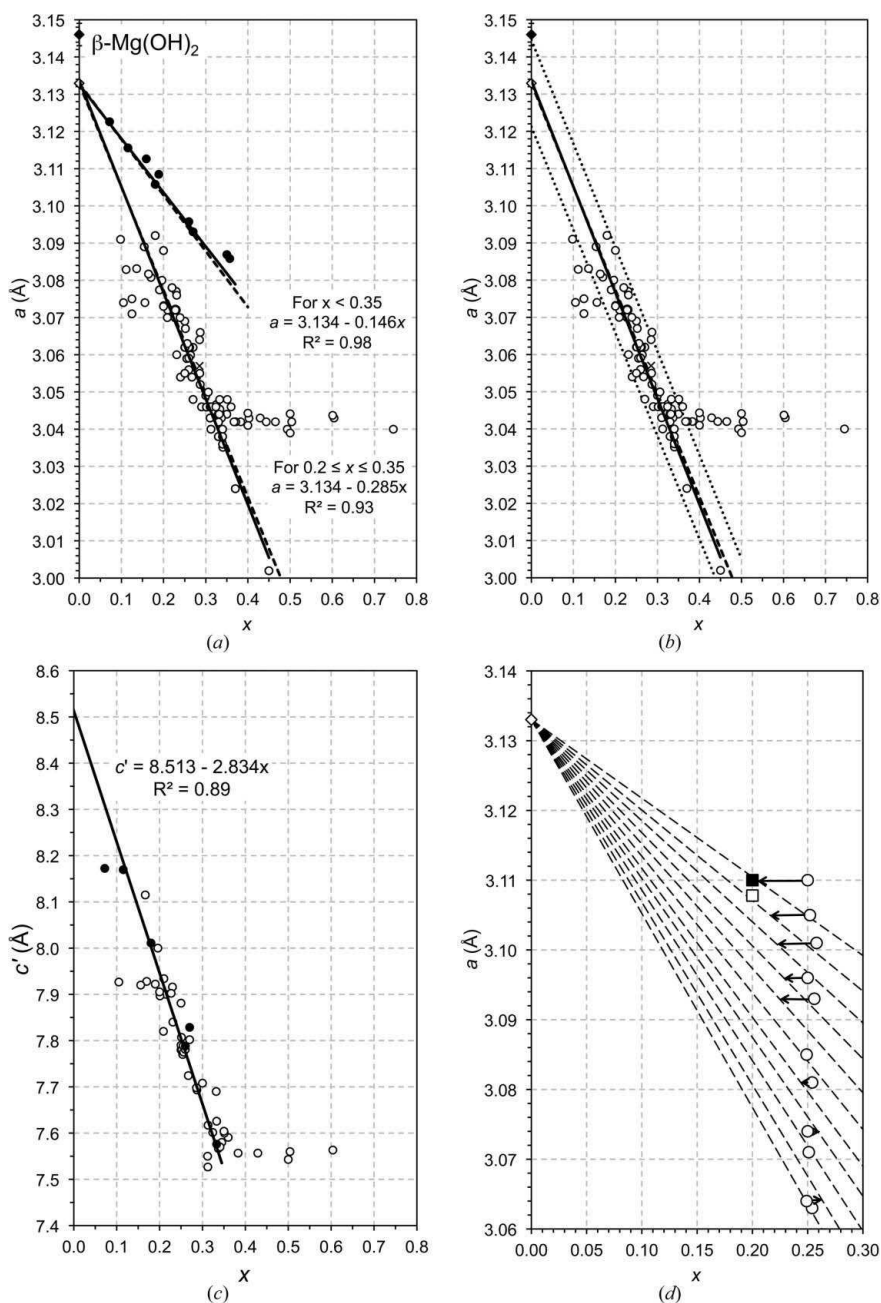 3.15
3.14
3.13
3.12
3.11
3.10
3.09
3.08
3.07
3.06
3.05
3.04
3.03
3.02
3.01
3.00
a (Å)
β-Mg(OH)₂
For x < 0.35
a = 3.134 - 0.146x
R² = 0.98
For 0.2 ≤ x ≤ 0.35
a = 3.134 - 0.285x
R² = 0.93
0.0 0.1 0.2 0.3 0.4 0.5 0.6 0.7 0.8
x
(a)
3.15
3.14
3.13
3.12
3.11
3.10
3.09
3.08
3.07
3.06
3.05
3.04
3.03
3.02
3.01
3.00
a (Å)
0.0 0.1 0.2 0.3 0.4 0.5 0.6 0.7 0.8
x
(b)
8.6
8.5
8.4
8.3
8.2
8.1
8.0
7.9
7.8
7.7
7.6
7.5
7.4
c' (Å)
c' = 8.513 - 2.834x
R² = 0.89
0.0 0.1 0.2 0.3 0.4 0.5 0.6 0.7 0.8
x
(c)
3.14
3.13
3.12
3.11
3.10
3.09
3.08
3.07
3.06
a (Å)
0.00 0.05 0.10 0.15 0.20 0.25 0.30
x
(d)